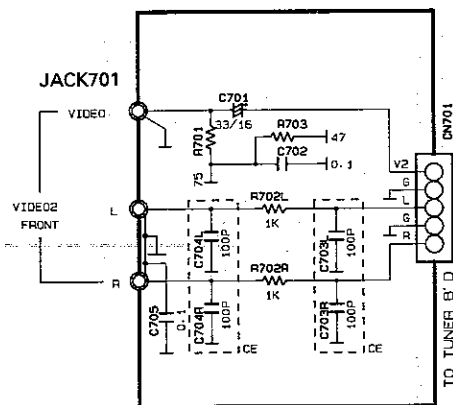 JACK701
VIDEO
C701
33/16
R701
75
R703
47
C702
0.1
CN701
V2
G
L
G
R
VIDEO2
FRONT
L
R702L
1K
C704L
100P
C703L
100P
R
R702R
1K
C705
0.1
C704R
100P
C703R
100P
CE
CE
TO TUNER B'D